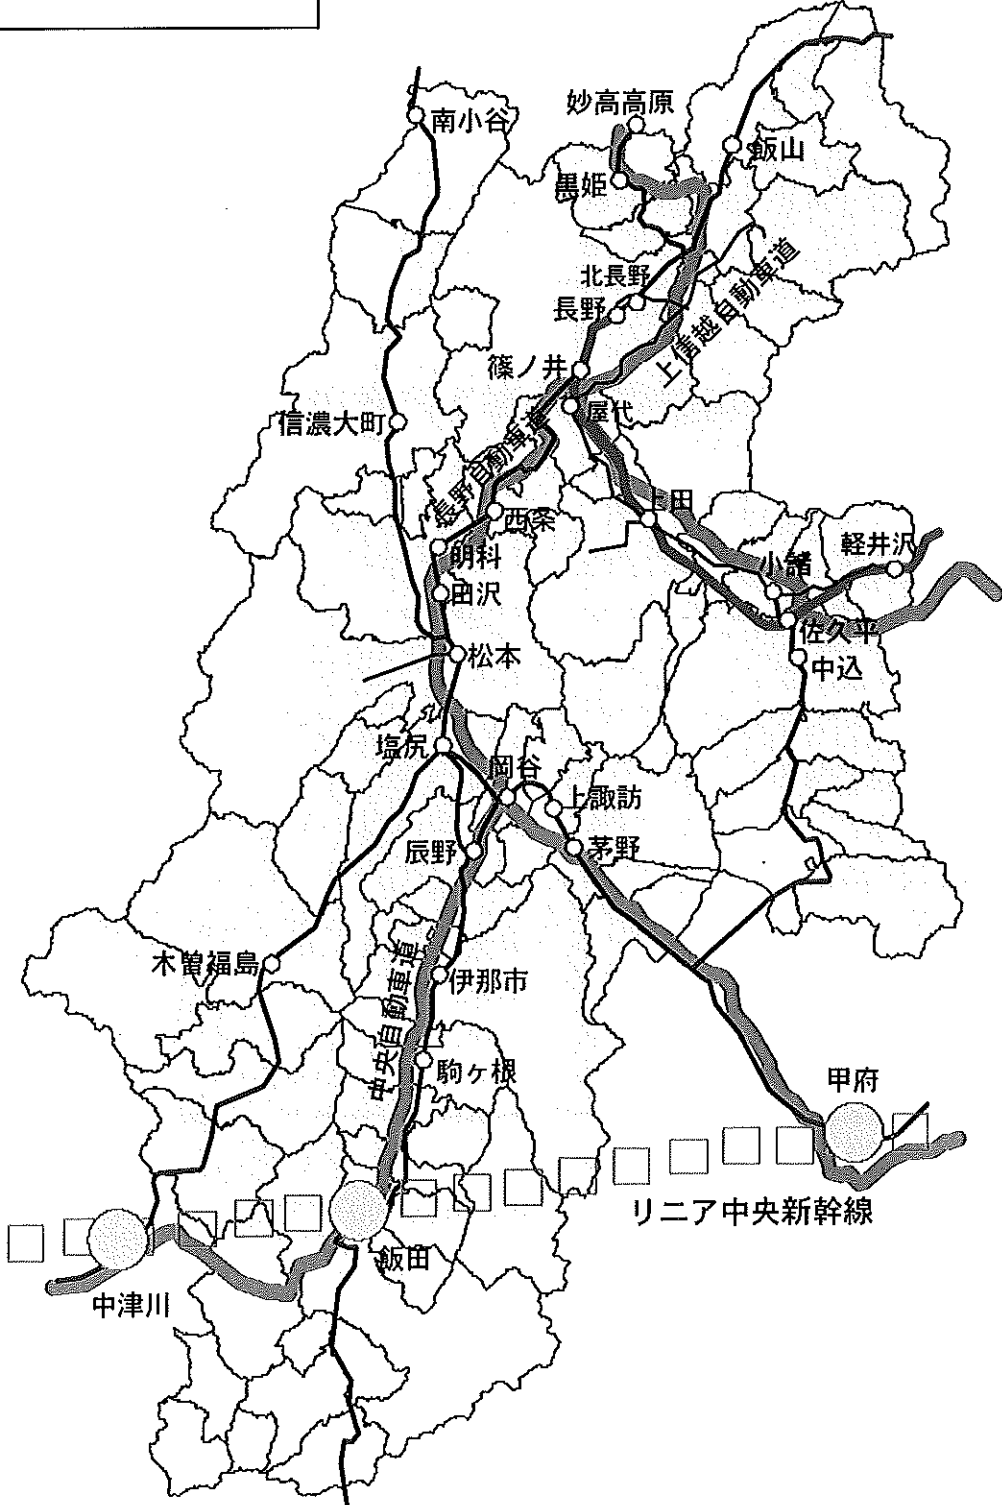 妙高高原
南小谷
飯山
黒姫
北長野
上信越自動車道
長野
篠ノ井
屋代
信濃大町
長野自動車道
上田
西条
軽井沢
明科
小諸
田沢
佐久平
松本
中込
塩尻
岡谷
上諏訪
辰野
茅野
木曽福島
中央自動車道
伊那市
駒ヶ根
甲府
リニア中央新幹線
飯田
中津川